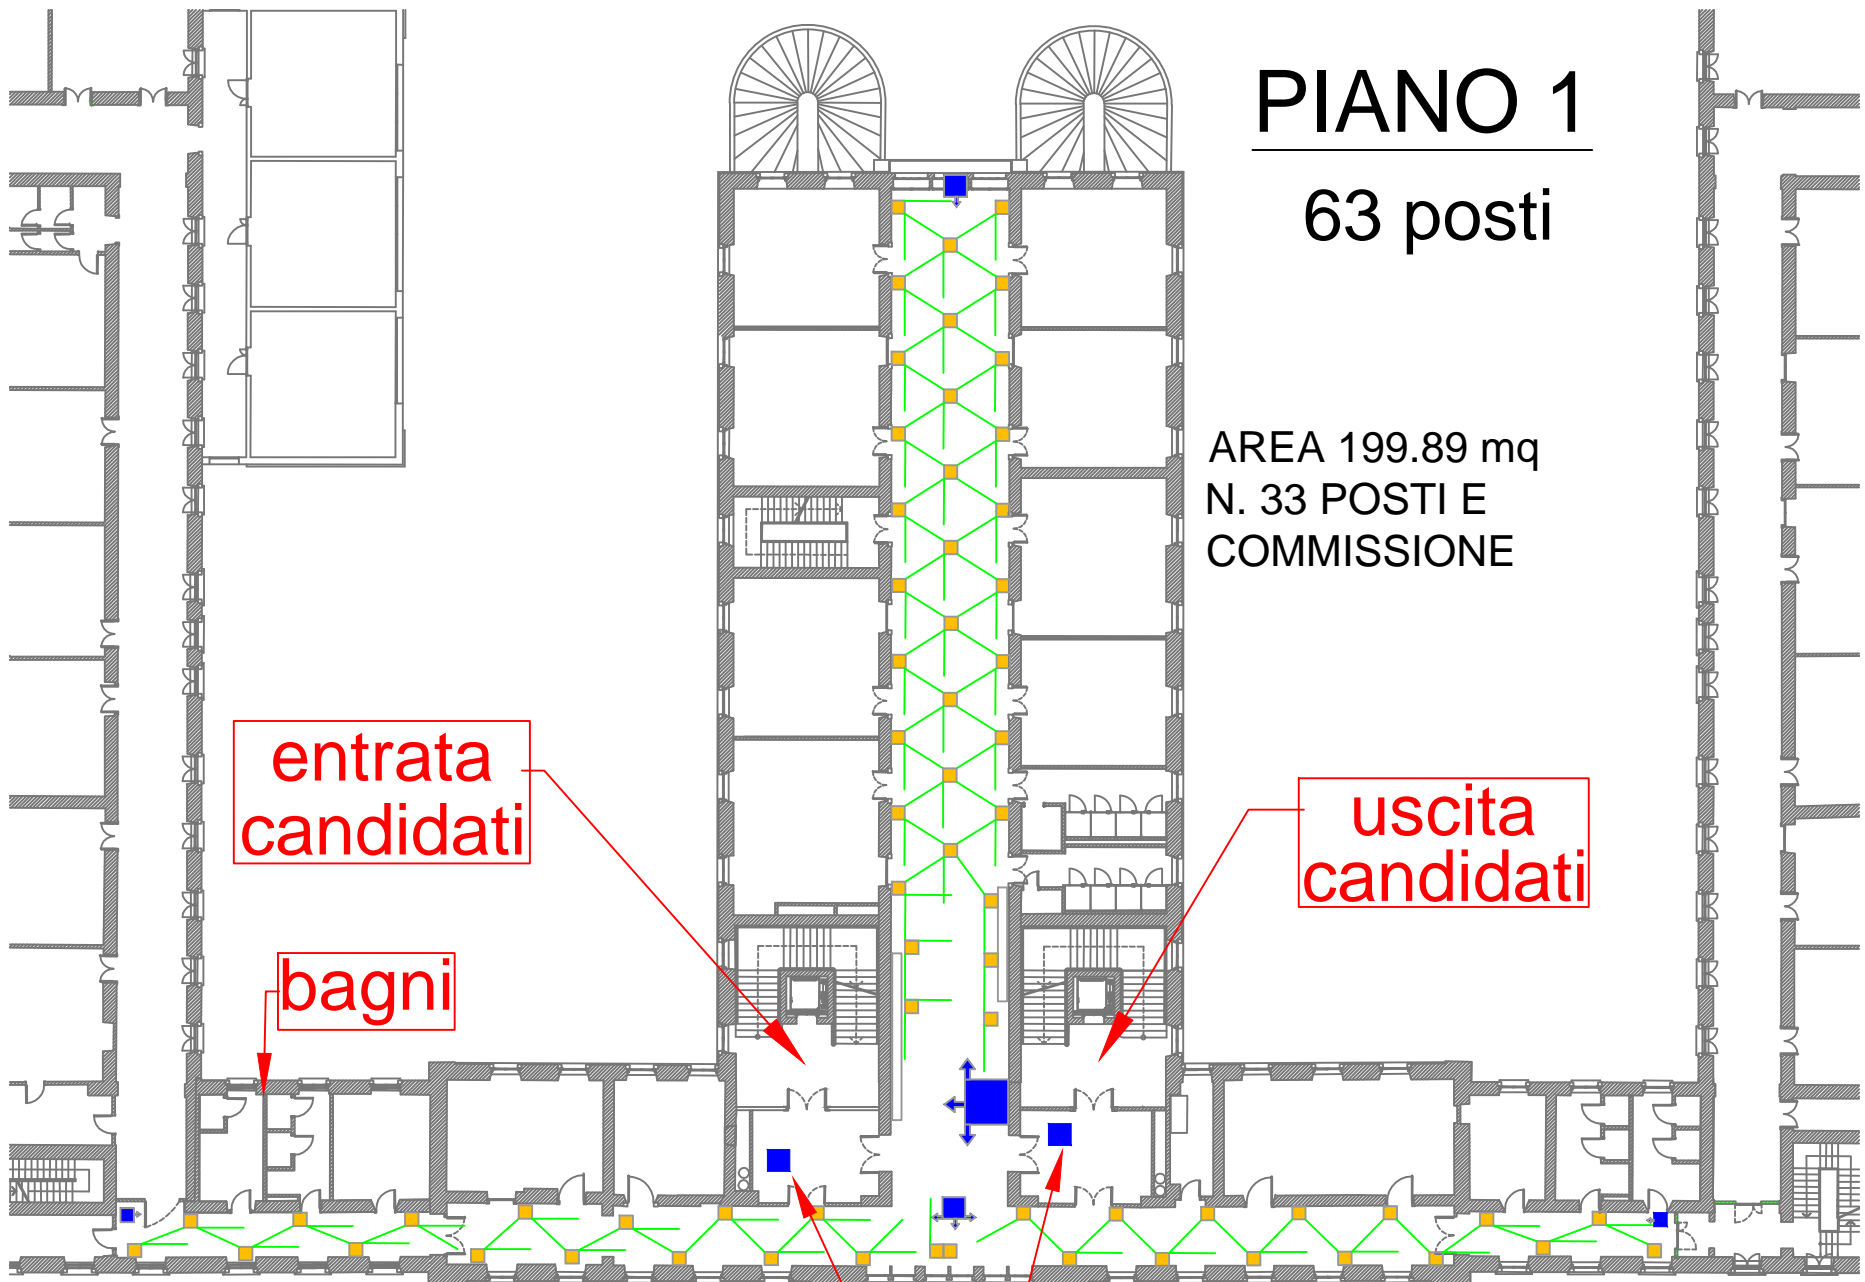 PIANO 1
63 posti
AREA 199.89 mq
N. 33 POSTI E
COMMISSIONE
entrata
candidati
uscita
candidati
bagni